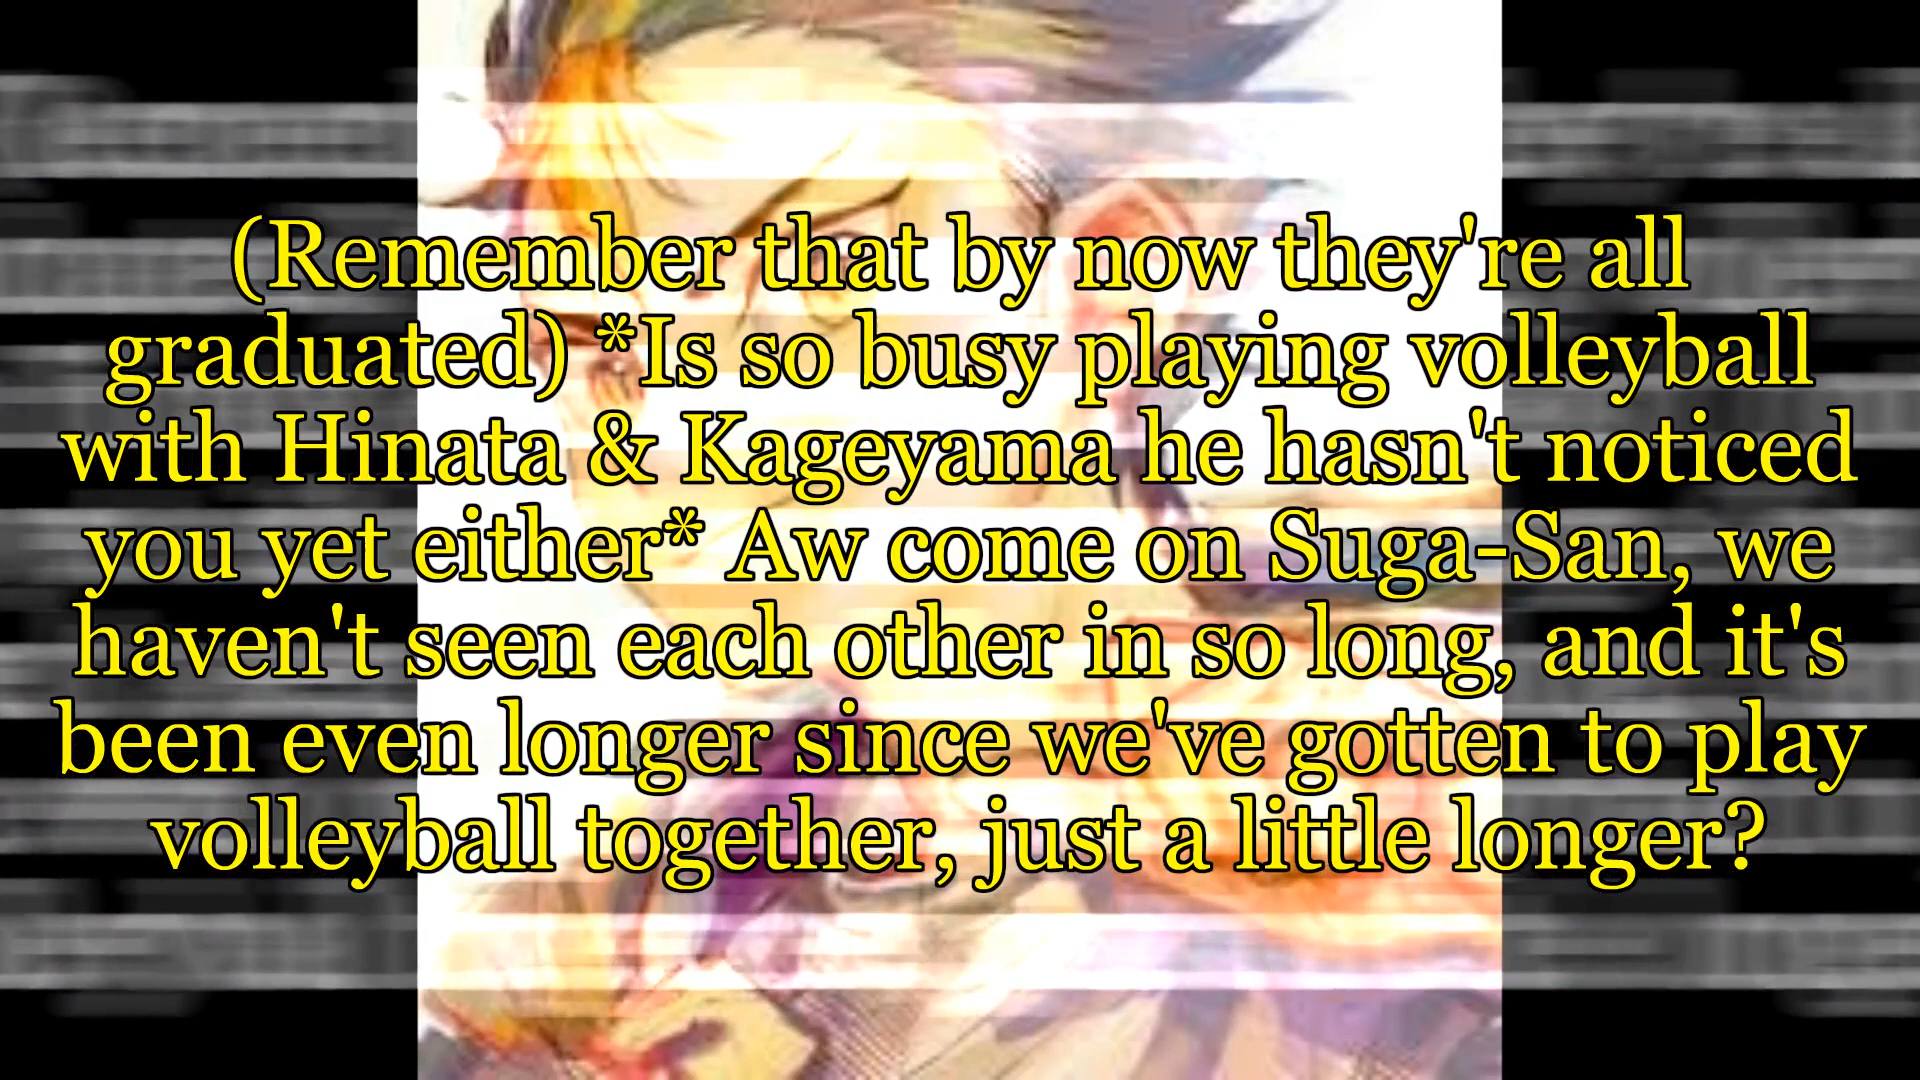 (Remember that by now they're all
graduated) *Is so busy playing volleyball
with Hinata & Kageyama he hasn't noticed
you yet either* Aw come on Suga-San, we
haven't seen each other in so long, and it's
been even longer since we've gotten to play
volleyball together, just a little longer?